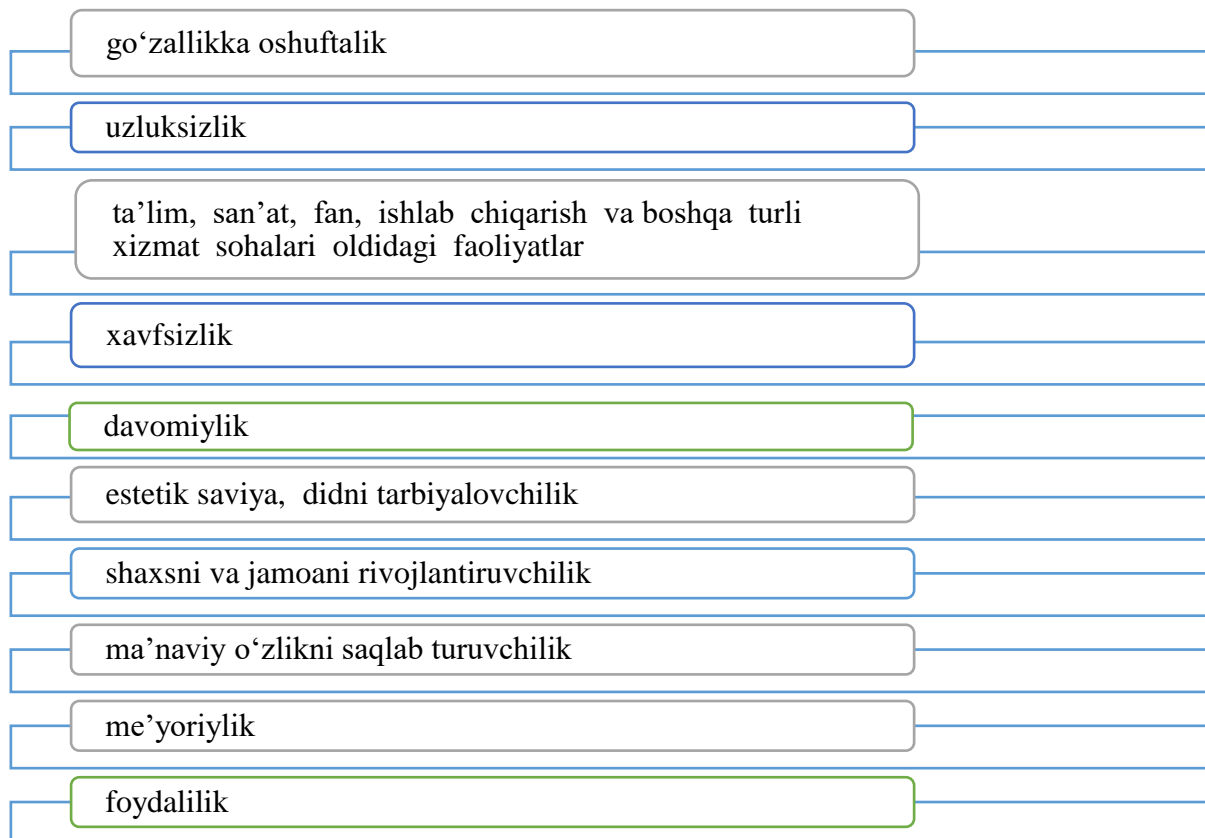 go‘zallikka oshuftalik
uzluksizlik
ta’lim, san’at, fan, ishlab chiqarish va boshqa turli
xizmat sohalari oldidagi faoliyatlar
xavfsizlik
davomiylik
estetik saviya, didni tarbiyalovchilik
shaxsni va jamoani rivojlantiruvchilik
ma’naviy o‘zlikni saqlab turuvchilik
me’yoriylik
foydalilik